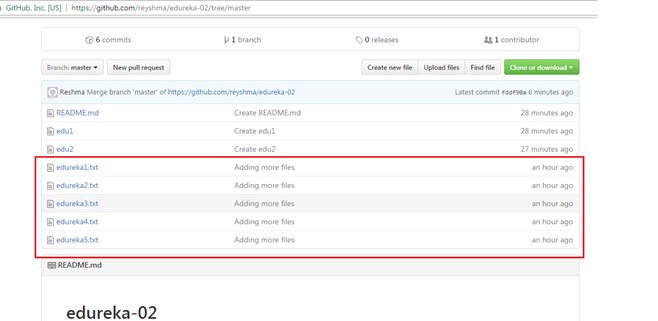 GitHub, Inc. [US] | https://github.com/reyshma/edureka-02/tree/master
6 commits 1 branch 0 releases 1 contributor
Branch: master New pull request Create new file Upload files Find file Clone or download
Reshma Merge branch 'master' of https://github.com/reyshma/edureka-02 Latest commit fddf90a 6 minutes ago
README.md Create README.md 28 minutes ago
edu1 Create edu1 28 minutes ago
edu2 Create edu2 27 minutes ago
edureka1.txt Adding more files an hour ago
edureka2.txt Adding more files an hour ago
edureka3.txt Adding more files an hour ago
edureka4.txt Adding more files an hour ago
edureka5.txt Adding more files an hour ago
README.md
edureka-02